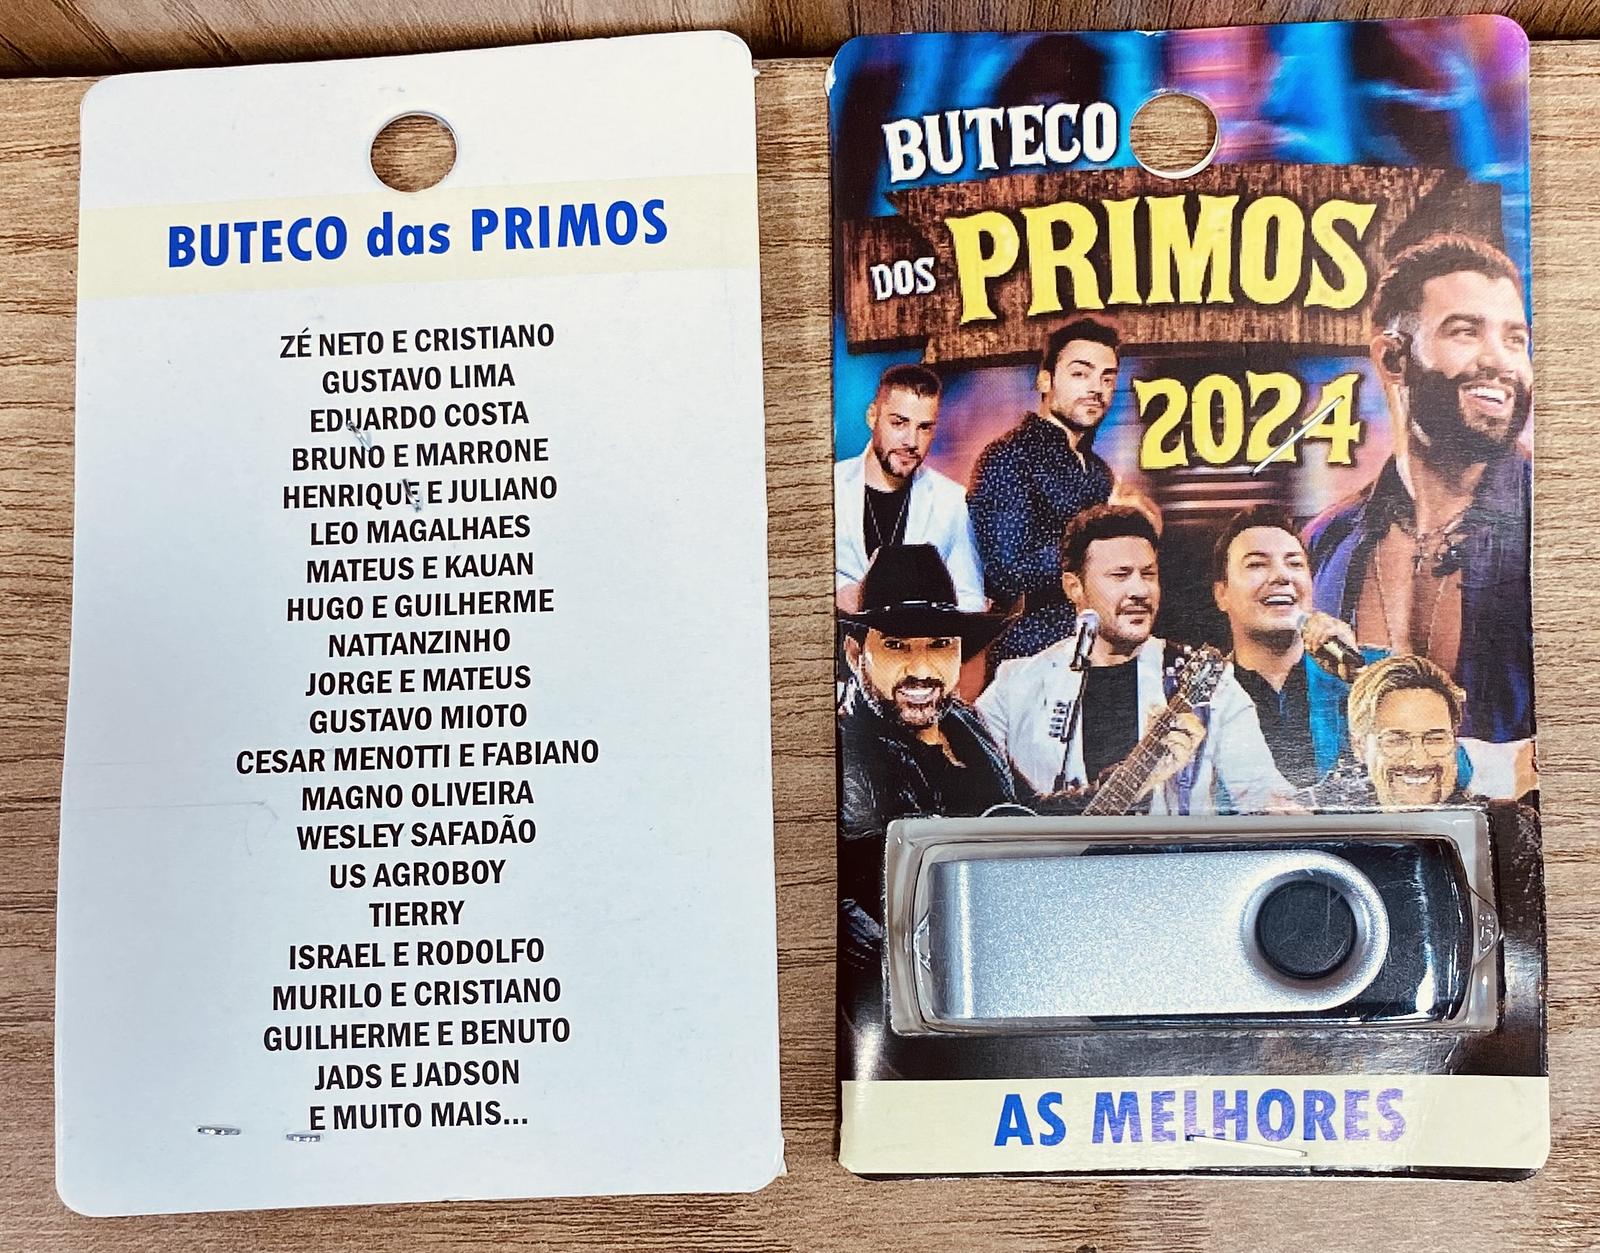 BUTECO das PRIMOS
ZÉ NETO E CRISTIANO
GUSTAVO LIMA
EDUARDO COSTA
BRUNO E MARRONE
HENRIQUE E JULIANO
LEO MAGALHAES
MATEUS E KAUAN
HUGO E GUILHERME
NATTANZINHO
JORGE E MATEUS
GUSTAVO MIOTO
CESAR MENOTTI E FABIANO
MAGNO OLIVEIRA
WESLEY SAFADÃO
US AGROBOY
TIERRY
ISRAEL E RODOLFO
MURILO E CRISTIANO
GUILHERME E BENUTO
JADS E JADSON
E MUITO MAIS...
BUTECO
DOS PRIMOS
2024
AS MELHORES